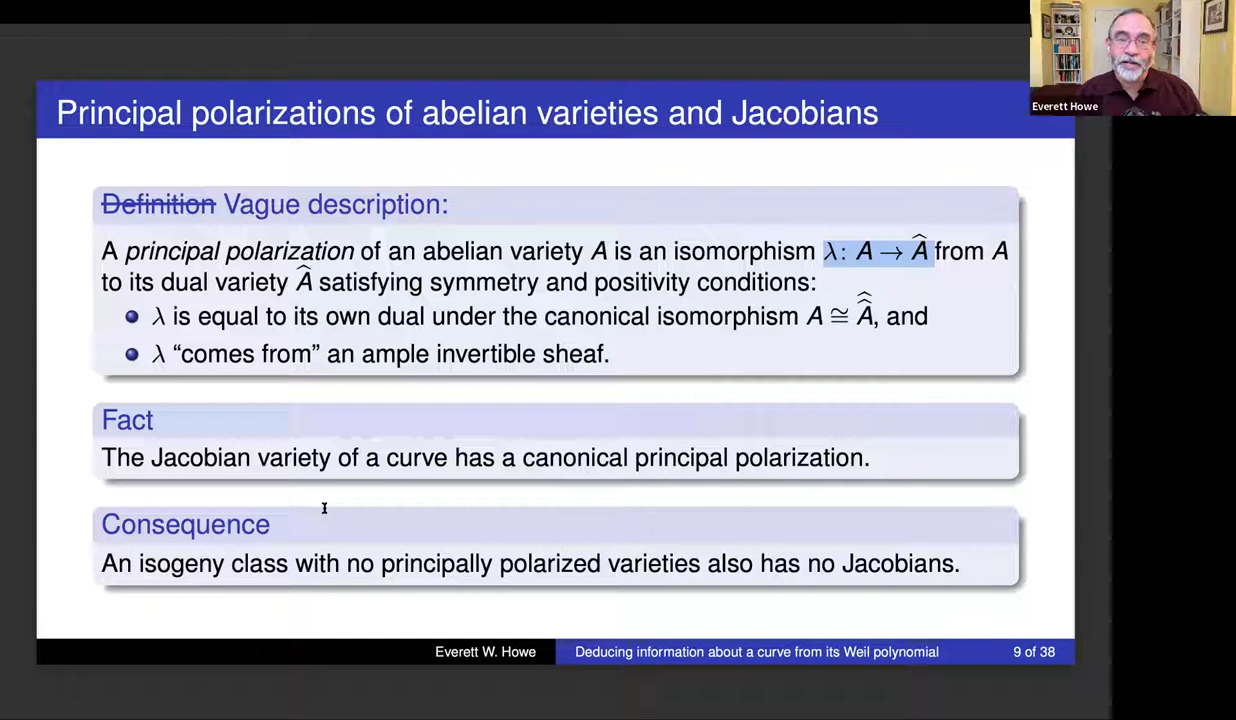 Principal polarizations of abelian varieties and Jacobians
Everett Howe
Definition Vague description:
A principal polarization of an abelian variety A is an isomorphism λ: A → Â from A
to its dual variety Â satisfying symmetry and positivity conditions:
• λ is equal to its own dual under the canonical isomorphism A ≅ Â̂, and
• λ “comes from” an ample invertible sheaf.
Fact
The Jacobian variety of a curve has a canonical principal polarization.
Consequence
An isogeny class with no principally polarized varieties also has no Jacobians.
Everett W. Howe Deducing information about a curve from its Weil polynomial 9 of 38